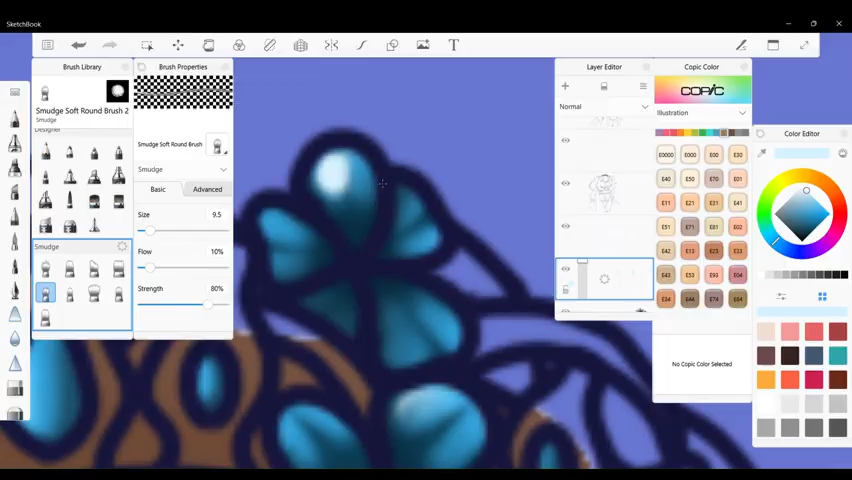 SketchBook
T
Brush Library
Brush Properties
Layer Editor
Copic Color
Smudge Soft Round Brush 2
Smudge
Designer
Smudge
Smudge Soft Round Brush
Smudge
Basic
Advanced
Size
9.5
Flow
10%
Strength
80%
Normal
COPIC
Illustration
E0000
E000
E00
E30
E40
E50
E70
E01
E11
E21
E31
E41
E51
E71
E81
E02
E42
E13
E23
E33
E43
E53
E93
E04
E34
E44
E74
E84
No Copic Color Selected
Color Editor